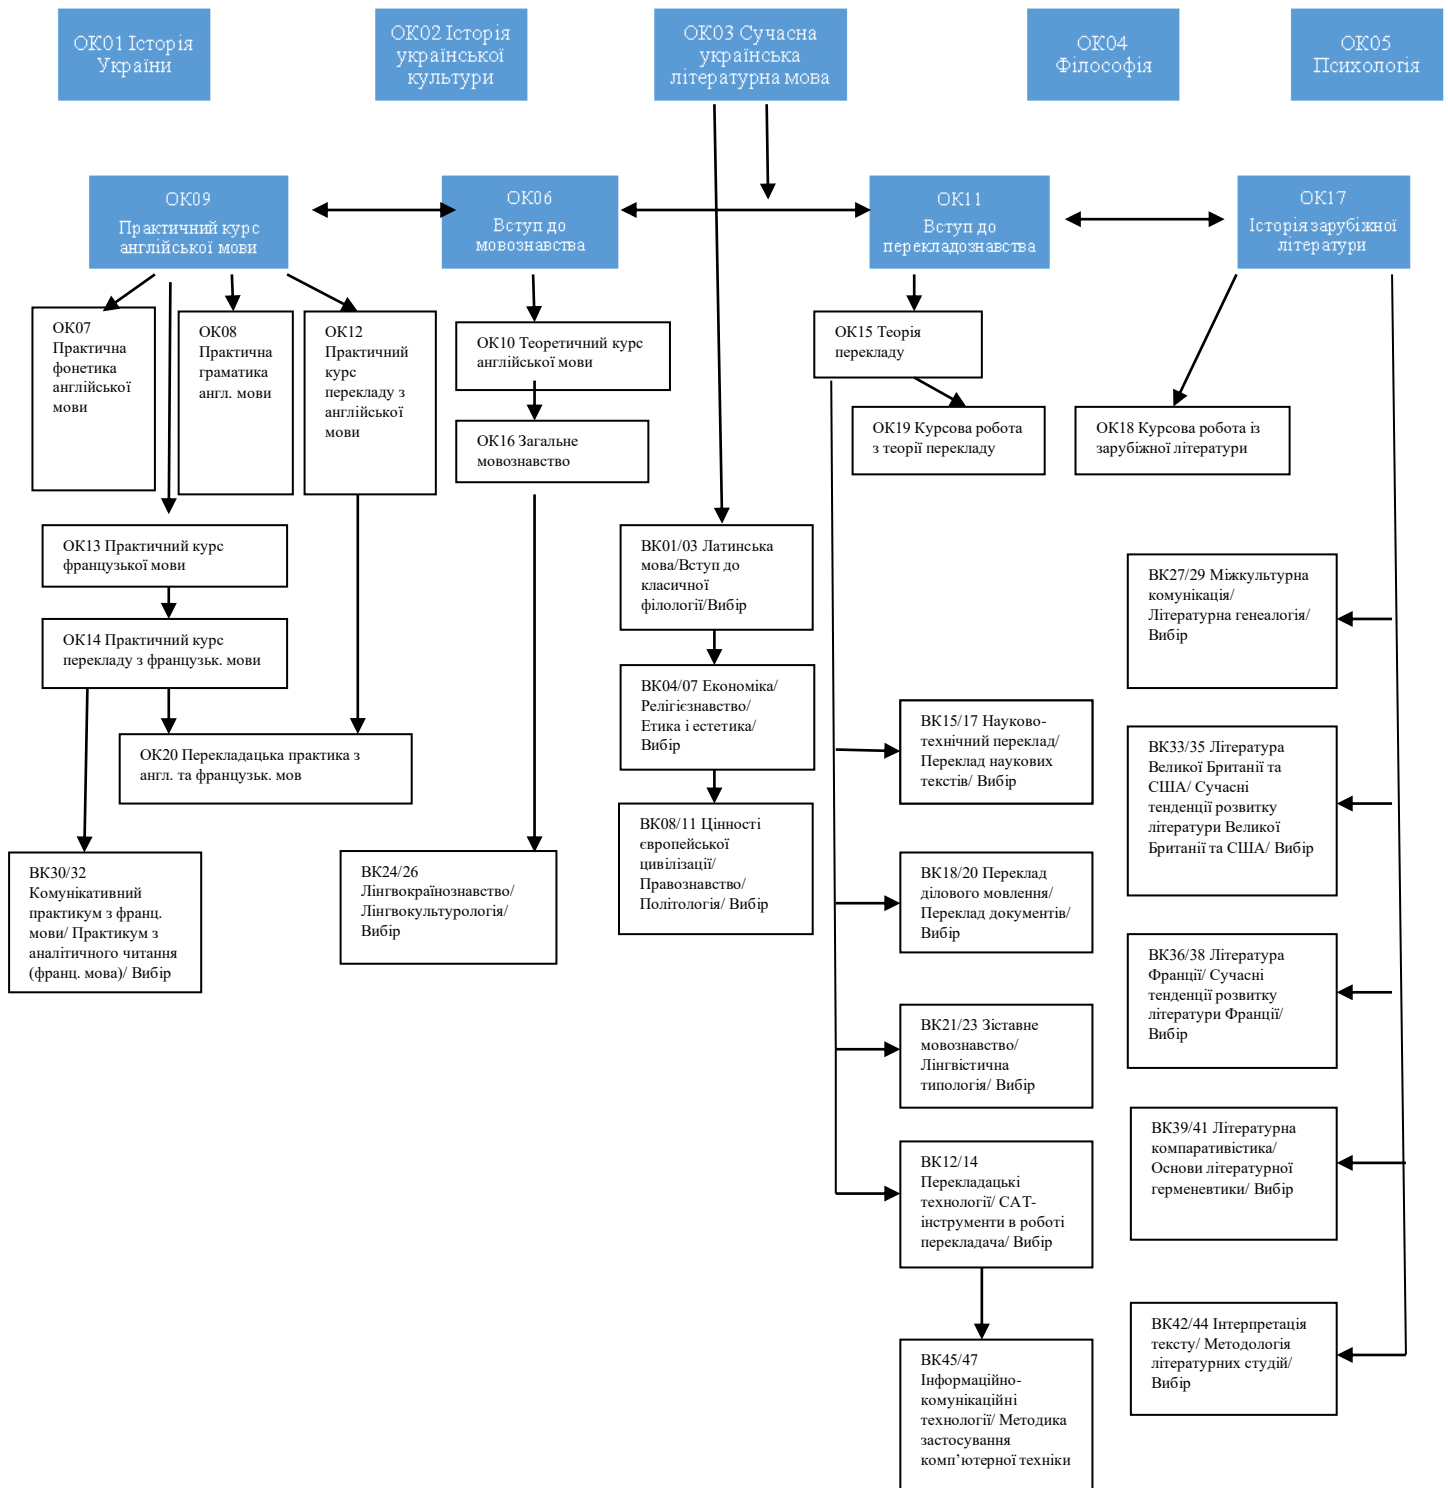 ОК01 Історія
України
ОК02 Історія
української
культури
ОК03 Сучасна
українська
літературна мова
ОК04
Філософія
ОК05
Психологія
ОК09
Практичний курс
англійської мови
ОК06
Вступ до
мовознавства
ОК11
Вступ до
перекладознавства
ОК17
Історія зарубіжної
літератури
ОК07
Практична
фонетика
англійської
мови
ОК08
Практична
граматика
англ. мови
ОК12
Практичний
курс
перекладу з
англійської
мови
ОК10 Теоретичний курс
англійської мови
ОК15 Теорія
перекладу
ОК16 Загальне
мовознавство
ОК19 Курсова робота
з теорії перекладу
ОК18 Курсова робота із
зарубіжної літератури
ОК13 Практичний курс
французької мови
ОК14 Практичний курс
перекладу з французьк. мови
ОК20 Перекладацька практика з
англ. та французьк. мов
ВК30/32
Комунікативний
практикум з франц.
мови/ Практикум з
аналітичного читання
(франц. мова)/ Вибір
ВК24/26
Лінгвокраїнознавство/
Лінгвокультурологія/
Вибір
ВК01/03 Латинська
мова/Вступ до
класичної
філології/Вибір
ВК04/07 Економіка/
Релігієзнавство/
Етика і естетика/
Вибір
ВК08/11 Цінності
європейської
цивілізації/
Правознавство/
Політологія/ Вибір
ВК15/17 Науково-
технічний переклад/
Переклад наукових
текстів/ Вибір
ВК18/20 Переклад
ділового мовлення/
Переклад документів/
Вибір
ВК21/23 Зіставне
мовознавство/
Лінгвістична
типологія/ Вибір
ВК12/14
Перекладацькі
технології/ САТ-
інструменти в роботі
перекладача/ Вибір
ВК45/47
Інформаційно-
комунікаційні
технології/ Методика
застосування
комп’ютерної техніки
ВК27/29 Міжкультурна
комунікація/
Літературна генеалогія/
Вибір
ВК33/35 Література
Великої Британії та
США/ Сучасні
тенденції розвитку
літератури Великої
Британії та США/ Вибір
ВК36/38 Література
Франції/ Сучасні
тенденції розвитку
літератури Франції/
Вибір
ВК39/41 Літературна
компаративістика/
Основи літературної
герменевтики/ Вибір
ВК42/44 Інтерпретація
тексту/ Методологія
літературних студій/
Вибір